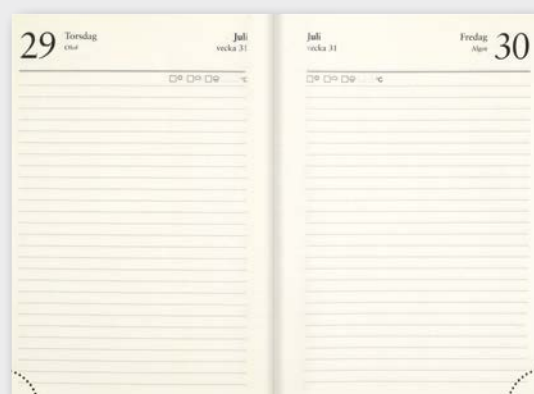 29 Torsdag Juli
Olof vecka 31
°C
Juli Fredag 30
vecka 31 Algot
°C